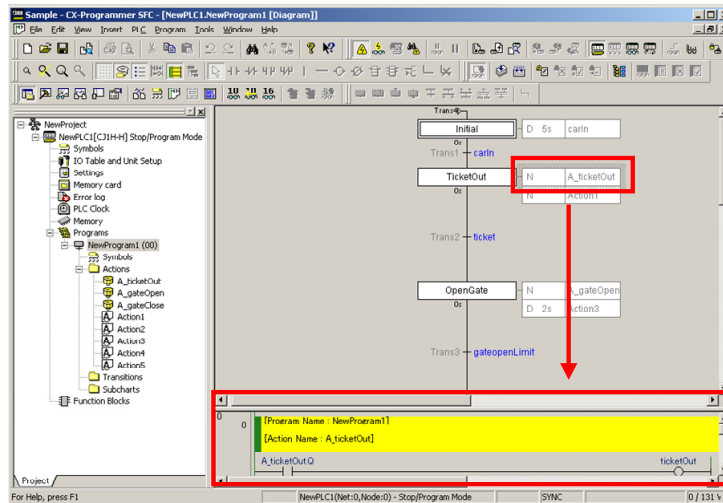 Sample - CX-Programmer SFC - [NewPLC1.NewProgram1 [Diagram]]
File Edit View Insert PLC Program Tools Window Help
NewProject
NewPLC1[CJ1H-H] Stop/Program Mode
Symbols
IO Table and Unit Setup
Settings
Memory card
Error log
PLC Clock
Memory
Programs
NewProgram1 (00)
Symbols
Actions
A_ticketOut
A_gateOpen
A_gateClose
Action1
Action2
Action3
Action4
Action5
Transitions
Subcharts
Function Blocks
Project
Initial D 5s carIn
0s
Trans1 carIn
TicketOut N A_ticketOut
0s N Action1
Trans2 ticket
OpenGate N A_gateOpen
0s D 2s Action3
Trans3 gateopenLimit
0 0 [Program Name : NewProgram1]
[Action Name : A_ticketOut]
A_ticketOut.Q ticketOut
For Help, press F1 NewPLC1(Net:0,Node:0) - Stop/Program Mode SYNC